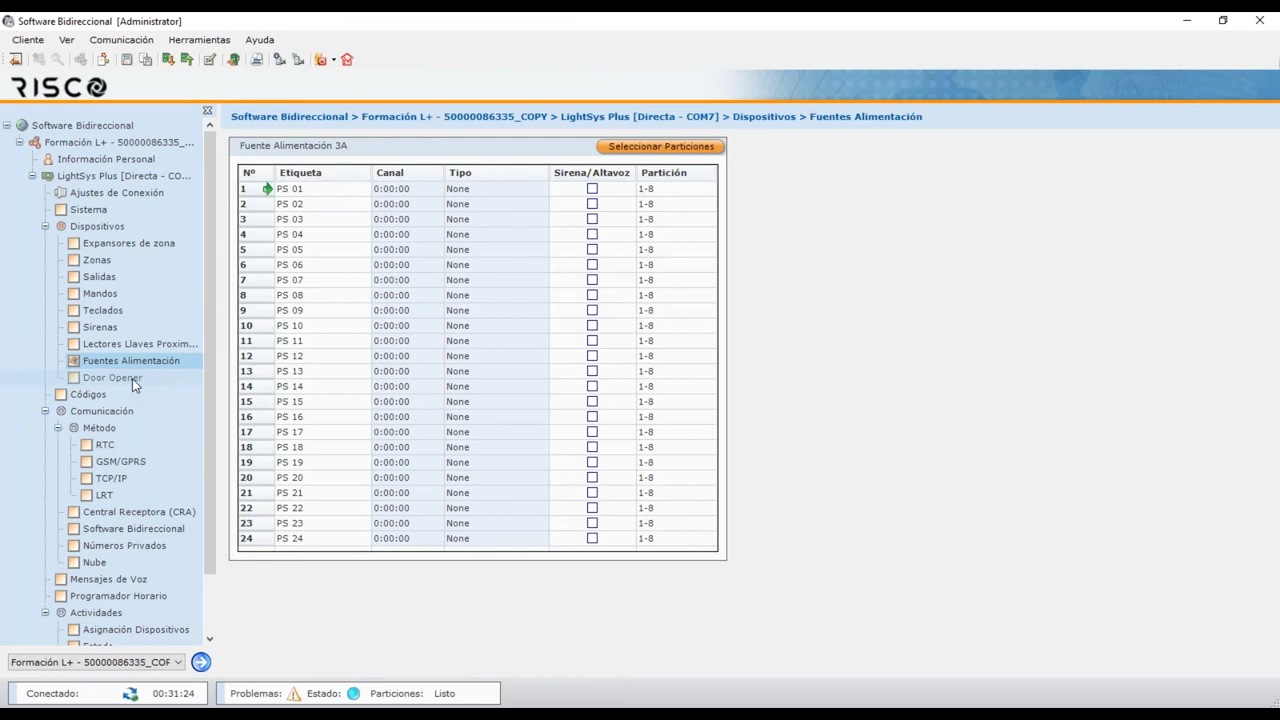 Software Bidireccional [Administrator]
Cliente Ver Comunicación Herramientas Ayuda
RISCO
Software Bidireccional > Formación L+ - 50000086335_COPY > LightSys Plus [Directa - COM7] > Dispositivos > Fuentes Alimentación
Software Bidireccional
Formación L+ - 50000086335_...
Información Personal
LightSys Plus [Directa - CO...
Ajustes de Conexión
Sistema
Dispositivos
Expansores de zona
Zonas
Salidas
Mandos
Teclados
Sirenas
Lectores Llaves Proxim...
Fuentes Alimentación
Door Opener
Códigos
Comunicación
Método
RTC
GSM/GPRS
TCP/IP
LRT
Central Receptora (CRA)
Software Bidireccional
Números Privados
Nube
Mensajes de Voz
Programador Horario
Actividades
Asignación Dispositivos
Formación L+ - 50000086335_COP
Fuente Alimentación 3A Seleccionar Particiones
Nº Etiqueta Canal Tipo Sirena/Altavoz Partición
1 PS 01 0:00:00 None 1-8
2 PS 02 0:00:00 None 1-8
3 PS 03 0:00:00 None 1-8
4 PS 04 0:00:00 None 1-8
5 PS 05 0:00:00 None 1-8
6 PS 06 0:00:00 None 1-8
7 PS 07 0:00:00 None 1-8
8 PS 08 0:00:00 None 1-8
9 PS 09 0:00:00 None 1-8
10 PS 10 0:00:00 None 1-8
11 PS 11 0:00:00 None 1-8
12 PS 12 0:00:00 None 1-8
13 PS 13 0:00:00 None 1-8
14 PS 14 0:00:00 None 1-8
15 PS 15 0:00:00 None 1-8
16 PS 16 0:00:00 None 1-8
17 PS 17 0:00:00 None 1-8
18 PS 18 0:00:00 None 1-8
19 PS 19 0:00:00 None 1-8
20 PS 20 0:00:00 None 1-8
21 PS 21 0:00:00 None 1-8
22 PS 22 0:00:00 None 1-8
23 PS 23 0:00:00 None 1-8
24 PS 24 0:00:00 None 1-8
Conectado: 00:31:24 Problemas: Estado: Particiones: Listo